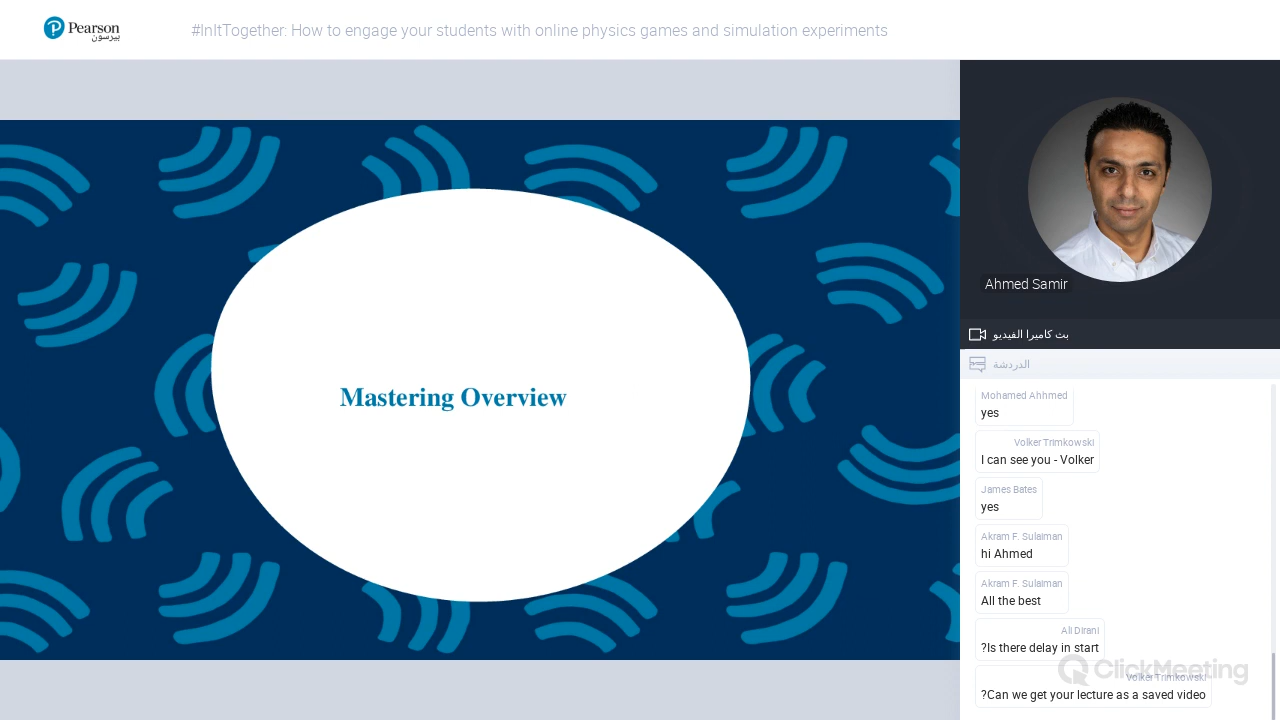 Pearson
بيرسون
#InItTogether: How to engage your students with online physics games and simulation experiments
Mastering Overview
Ahmed Samir
بث كاميرا الفيديو
الدردشة
Mohamed Ahhmed
yes
Volker Trimkowski
I can see you - Volker
James Bates
yes
Akram F. Sulaiman
hi Ahmed
Akram F. Sulaiman
All the best
Ali Dirani
?Is there delay in start
Volker Trimkowski
?Can we get your lecture as a saved video
ClickMeeting